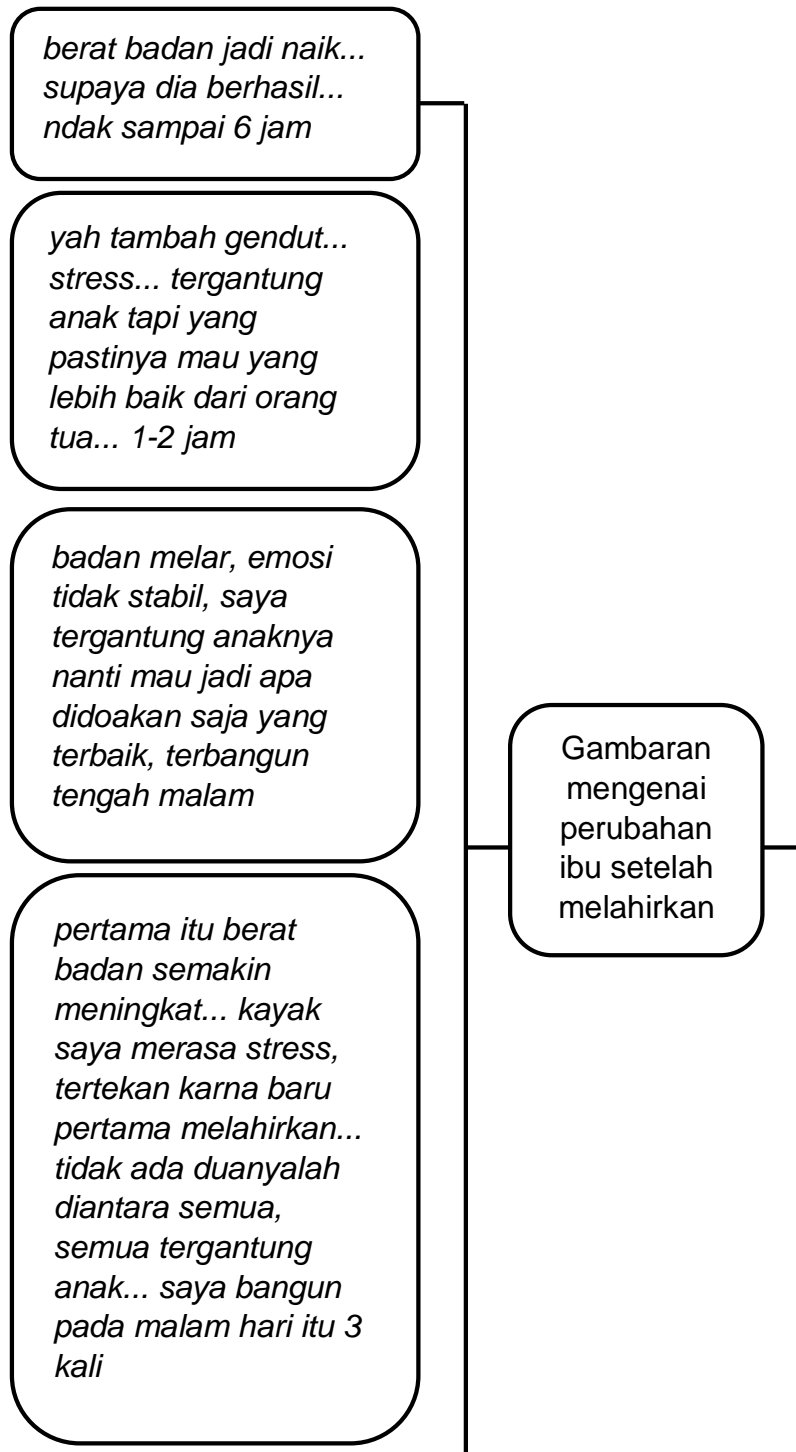 berat badan jadi naik...
supaya dia berhasil...
ndak sampai 6 jam
yah tambah gendut...
stress... tergantung
anak tapi yang
pastinya mau yang
lebih baik dari orang
tua... 1-2 jam
badan melar, emosi
tidak stabil, saya
tergantung anaknya
nanti mau jadi apa
didoakan saja yang
terbaik, terbangun
tengah malam
pertama itu berat
badan semakin
meningkat... kayak
saya merasa stress,
tertekan karna baru
pertama melahirkan...
tidak ada duanyalah
diantara semua,
semua tergantung
anak... saya bangun
pada malam hari itu 3
kali
Gambaran
mengenai
perubahan
ibu setelah
melahirkan